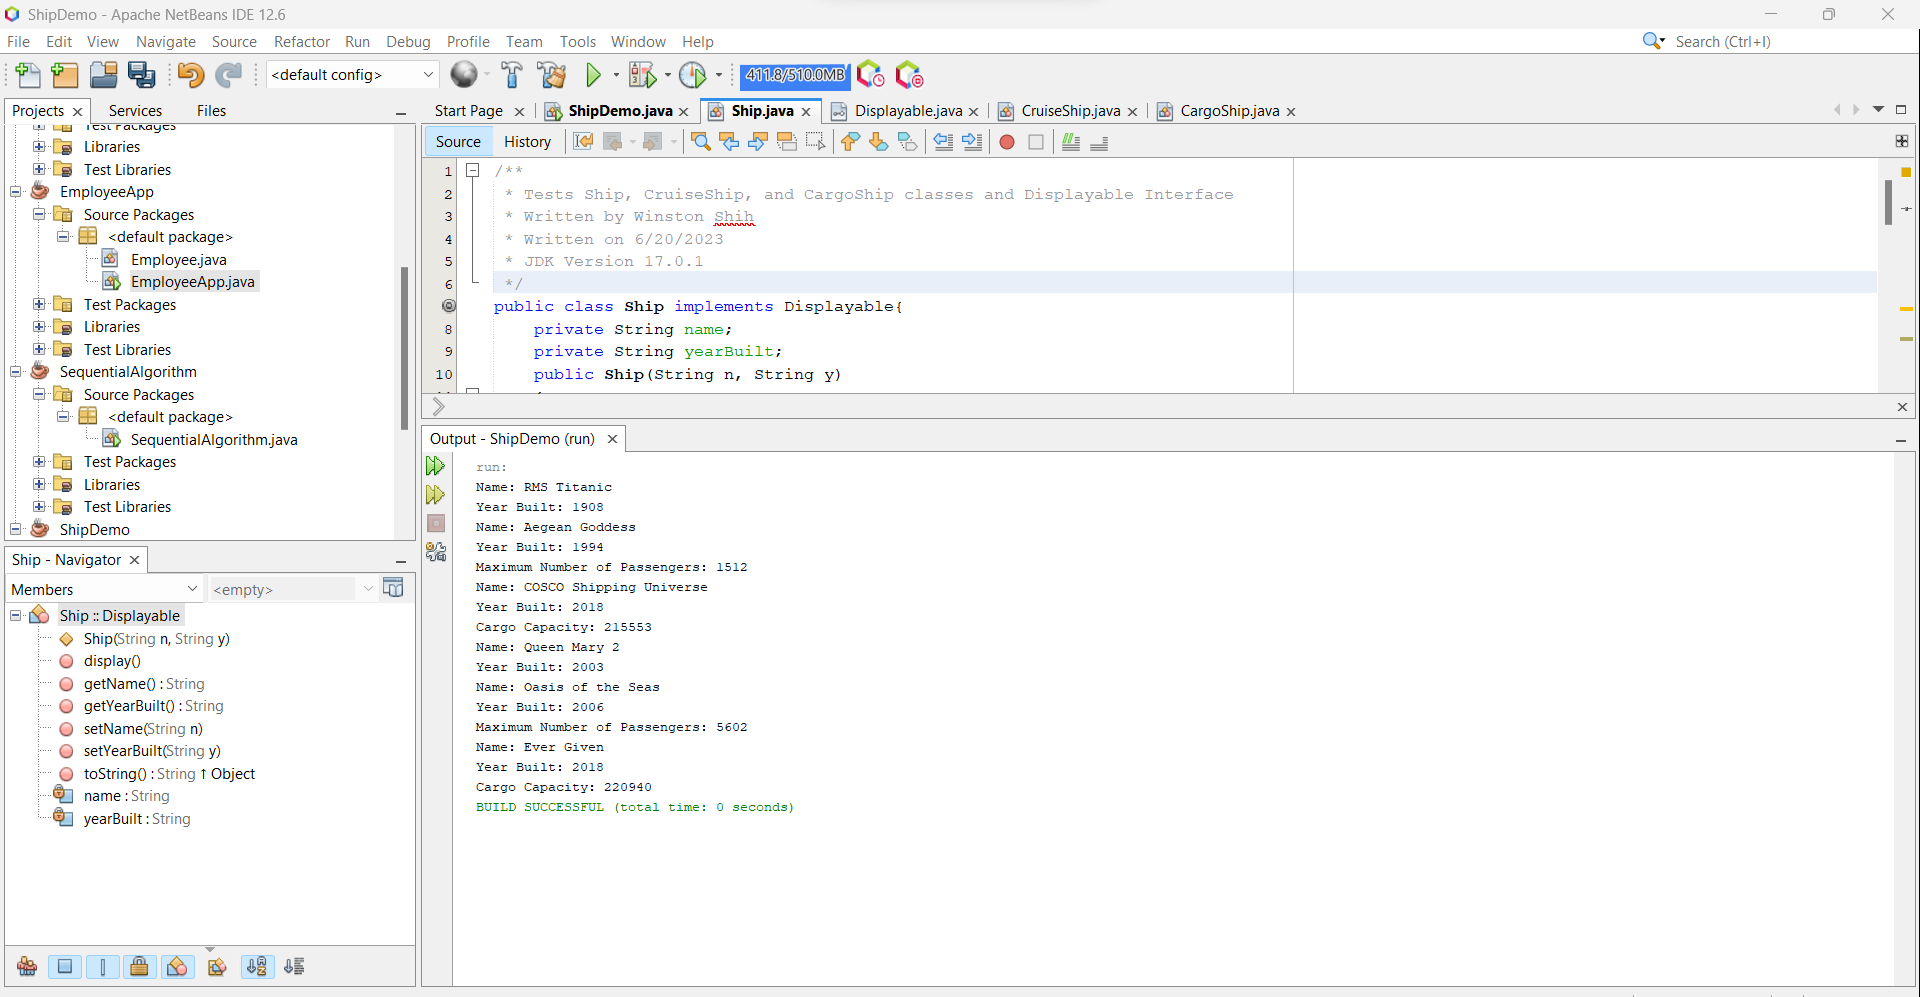 ShipDemo - Apache NetBeans IDE 12.6
File Edit View Navigate Source Refactor Run Debug Profile Team Tools Window Help
Search (Ctrl+I)
<default config>
411.8/510.0MB
Projects Services Files
Test Packages
Libraries
Test Libraries
EmployeeApp
Source Packages
<default package>
Employee.java
EmployeeApp.java
Test Packages
Libraries
Test Libraries
SequentialAlgorithm
Source Packages
<default package>
SequentialAlgorithm.java
Test Packages
Libraries
Test Libraries
ShipDemo
Ship - Navigator
Members
<empty>
Ship :: Displayable
Ship(String n, String y)
display()
getName() : String
getYearBuilt() : String
setName(String n)
setYearBuilt(String y)
toString() : String ↑ Object
name : String
yearBuilt : String
Start Page ShipDemo.java Ship.java Displayable.java CruiseShip.java CargoShip.java
Source History
1 /**
2 * Tests Ship, CruiseShip, and CargoShip classes and Displayable Interface
3 * Written by Winston Shih
4 * Written on 6/20/2023
5 * JDK Version 17.0.1
6 */
public class Ship implements Displayable{
8 private String name;
9 private String yearBuilt;
10 public Ship(String n, String y)
Output - ShipDemo (run)
run:
Name: RMS Titanic
Year Built: 1908
Name: Aegean Goddess
Year Built: 1994
Maximum Number of Passengers: 1512
Name: COSCO Shipping Universe
Year Built: 2018
Cargo Capacity: 215553
Name: Queen Mary 2
Year Built: 2003
Name: Oasis of the Seas
Year Built: 2006
Maximum Number of Passengers: 5602
Name: Ever Given
Year Built: 2018
Cargo Capacity: 220940
BUILD SUCCESSFUL (total time: 0 seconds)